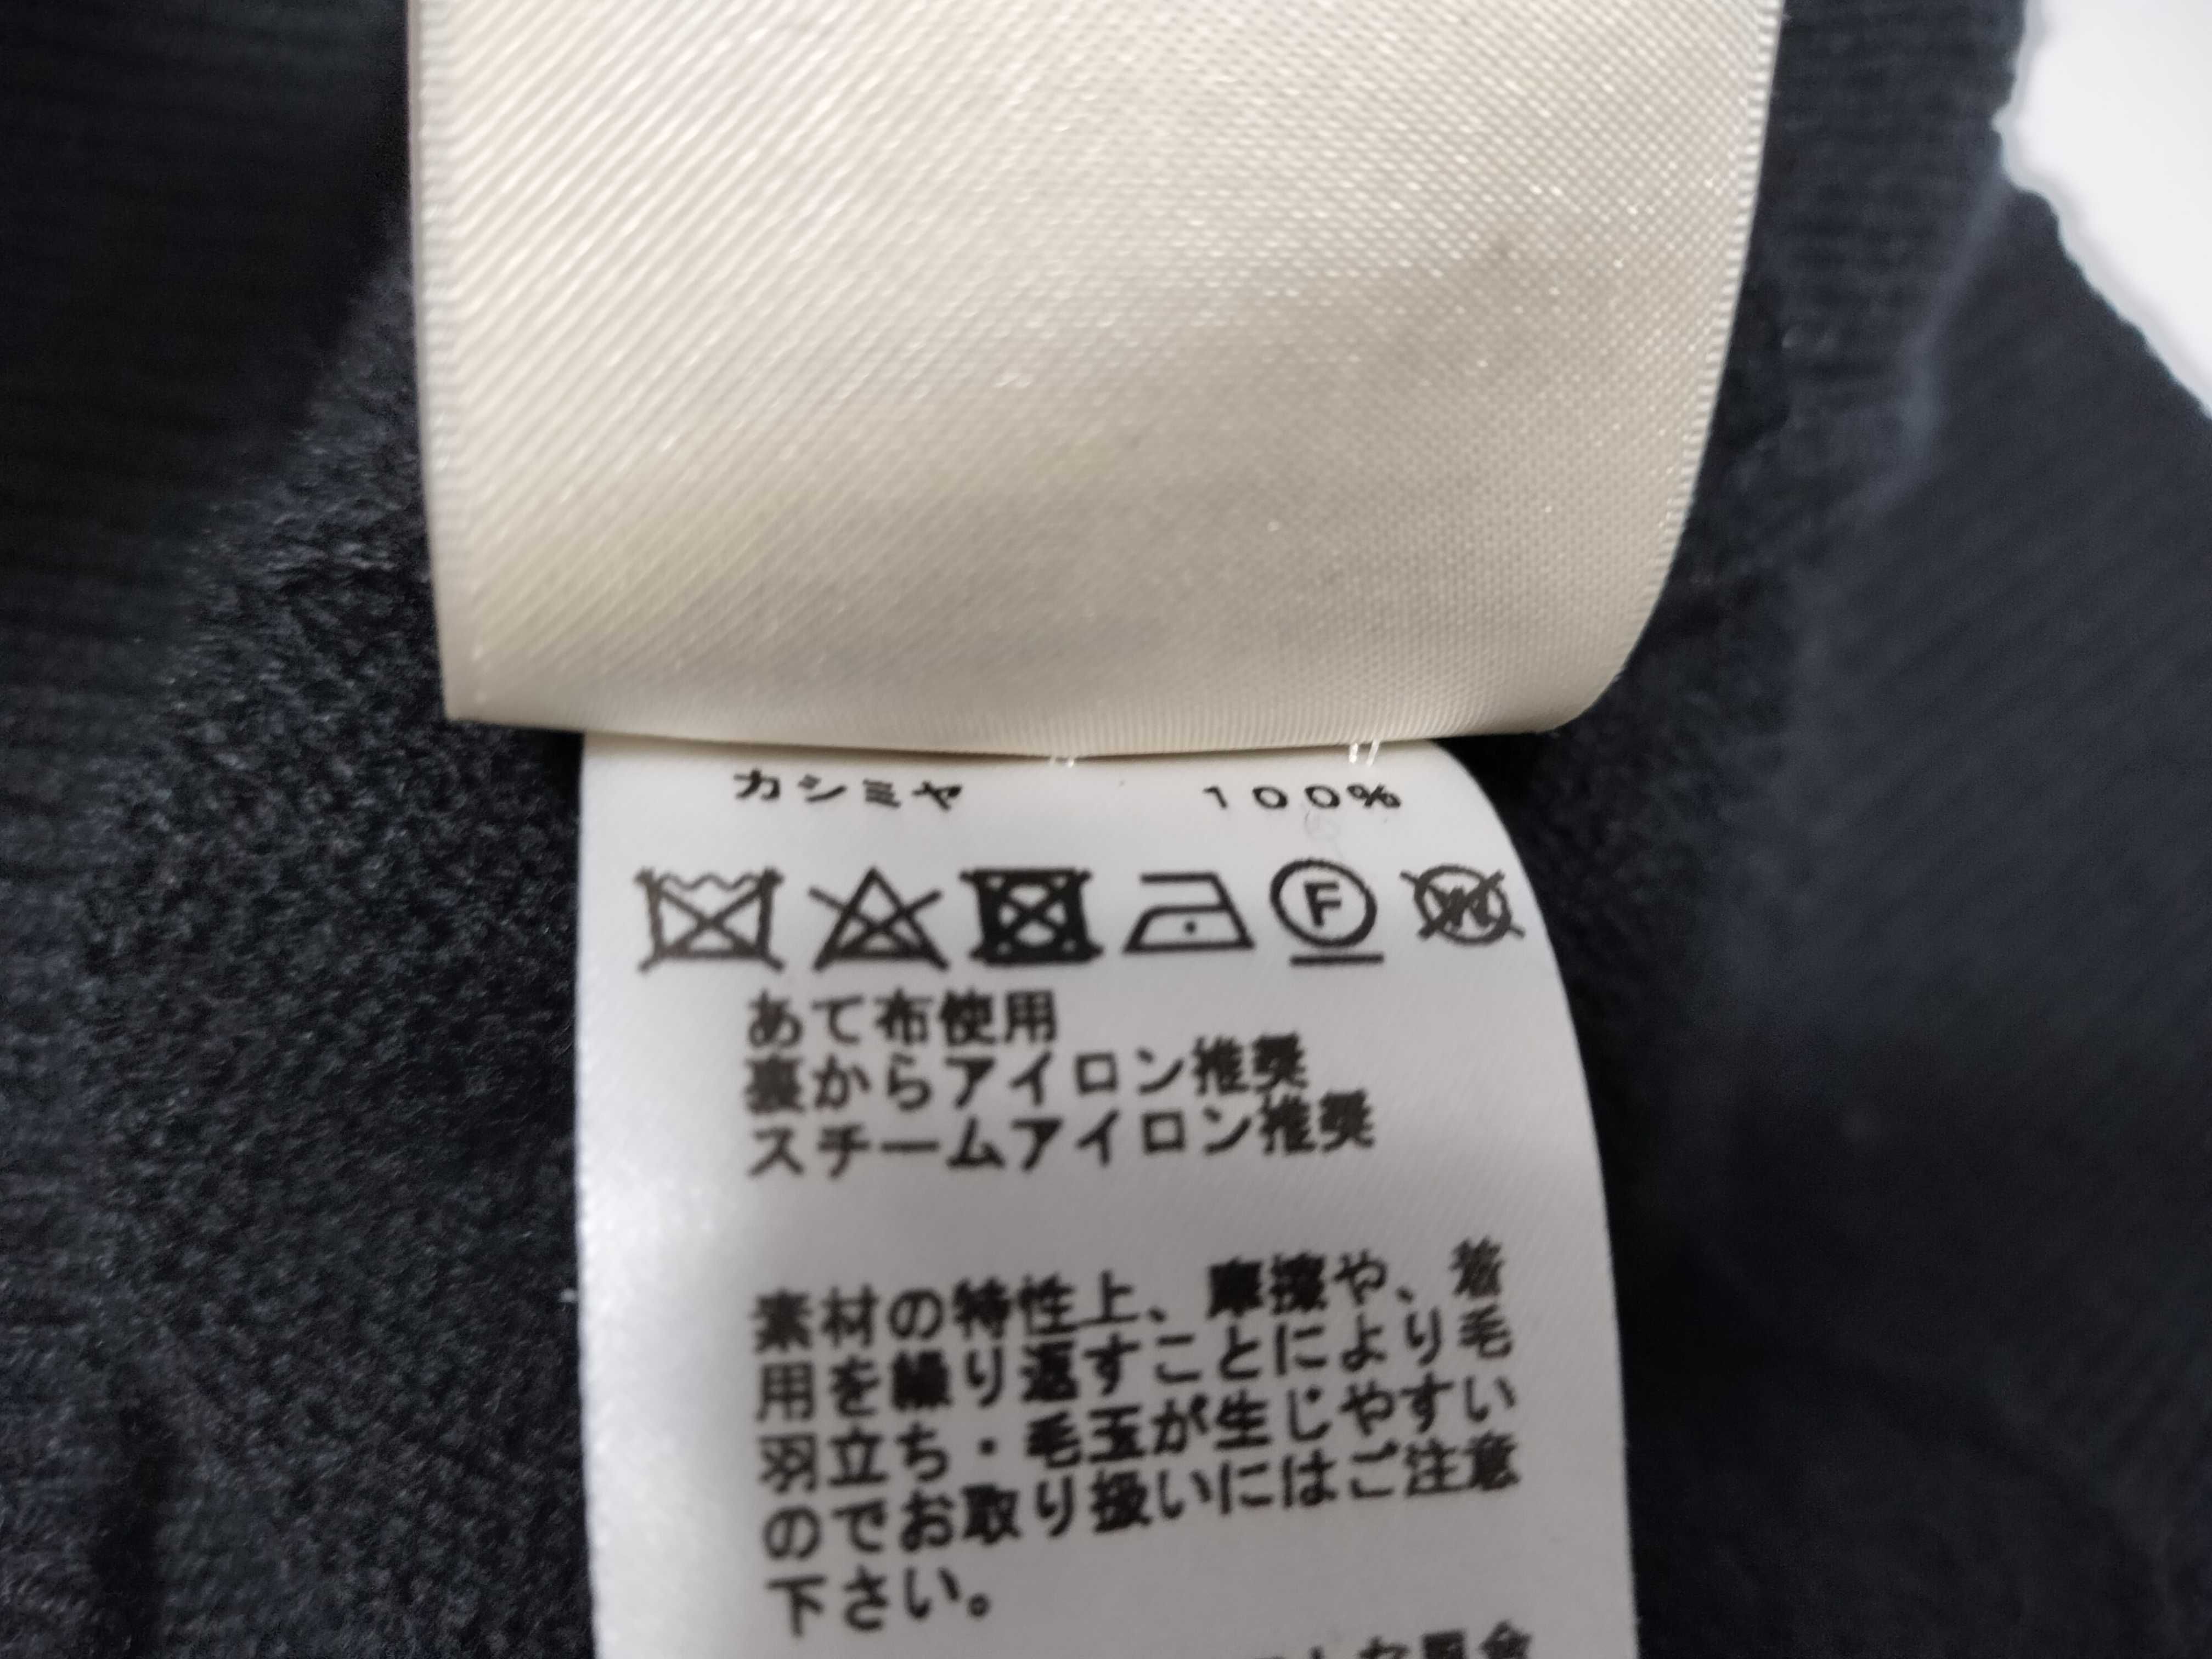 カシミヤ 100%
F
W
あて布使用
裏からアイロン推奨
スチームアイロン推奨
素材の特性上、摩擦や、着
用を繰り返すことにより毛
羽立ち・毛玉が生じやすい
のでお取り扱いにはご注意
下さい。